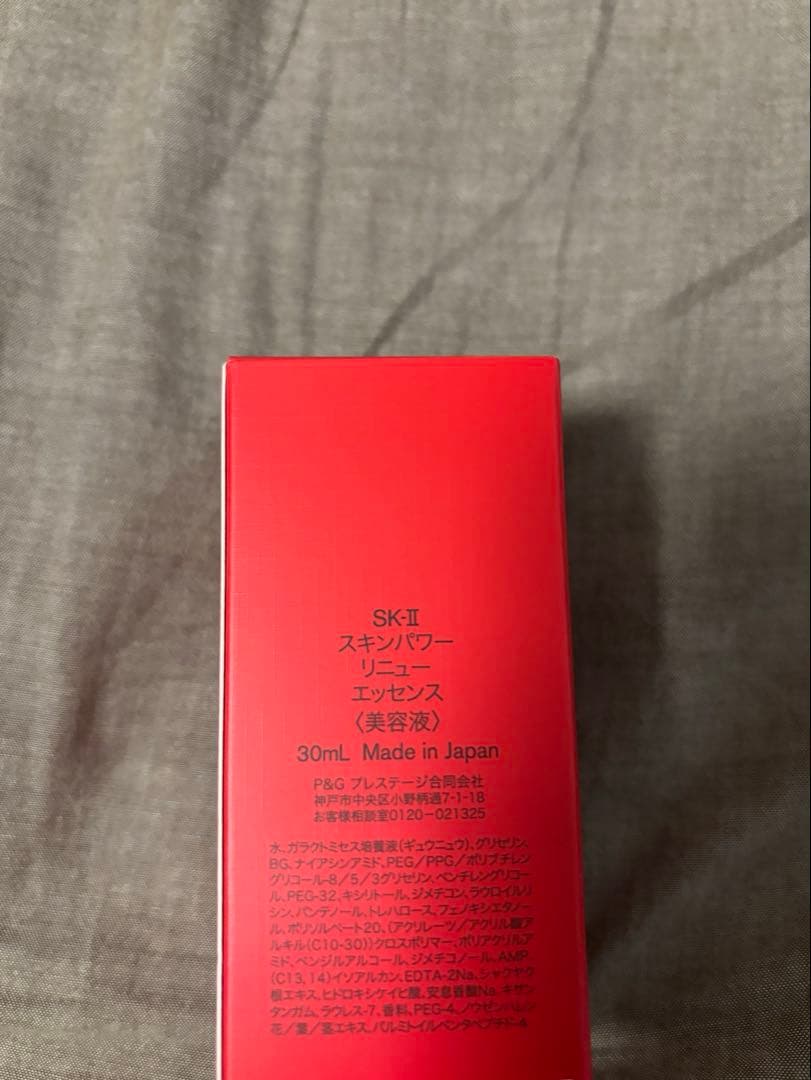 SK-II
スキンパワー
リニュー
エッセンス
〈美容液〉
30mL Made in Japan
P&G プレステージ合同会社
神戸市中央区小野柄通7-1-18
お客様相談室0120-021325
水、ガラクトミセス培養液(ギュウニュウ)、グリセリン、
BG、ナイアシンアミド、PEG/PPG/ポリブチレン
グリコール-8/5/3グリセリン、ペンチレングリコー
ル、PEG-32、キシリトール、ジメチコン、ラウロイルリ
シン、パンテノール、トレハロース、フェノキシエタノー
ル、ポリソルベート20、(アクリレーツ/アクリル酸ア
ルキル(C10-30))クロスポリマー、ポリアクリルア
ミド、ベンジルアルコール、ジメチコノール、AMP、
(C13,14)イソアルカン、EDTA-2Na、シャクヤク
根エキス、ヒドロキシケイヒ酸、安息香酸Na、キサン
タンガム、ラウレス-7、香料、PEG-4、ノウゼンハレン
花/葉/茎エキス、パルミトイルペンタペプチド-4